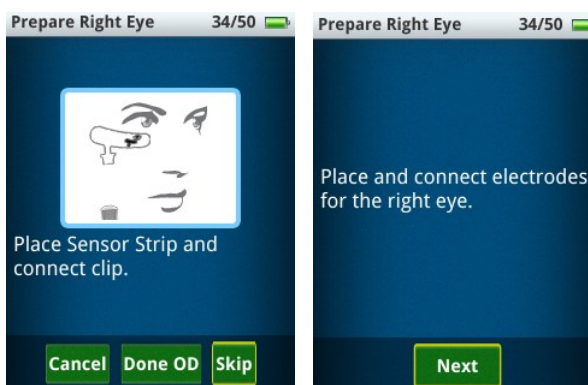 Prepare Right Eye 34/50
Place Sensor Strip and
connect clip.
Cancel Done OD Skip
Prepare Right Eye 34/50
Place and connect electrodes
for the right eye.
Next